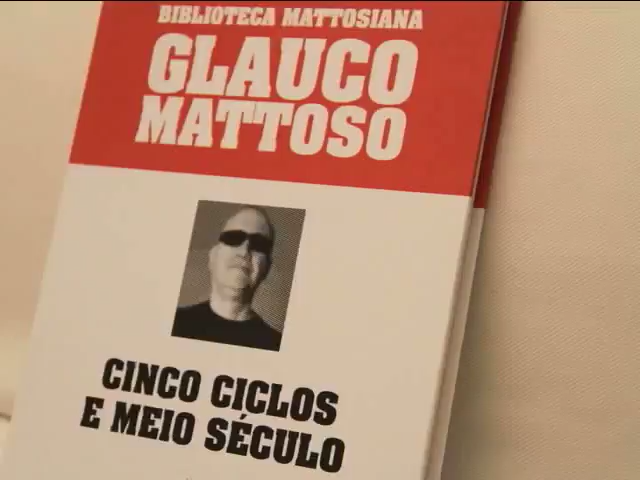 BIBLIOTECA MATTOSIANA
GLAUCO
MATTOSO
CINCO CICLOS
E MEIO SÉCULO